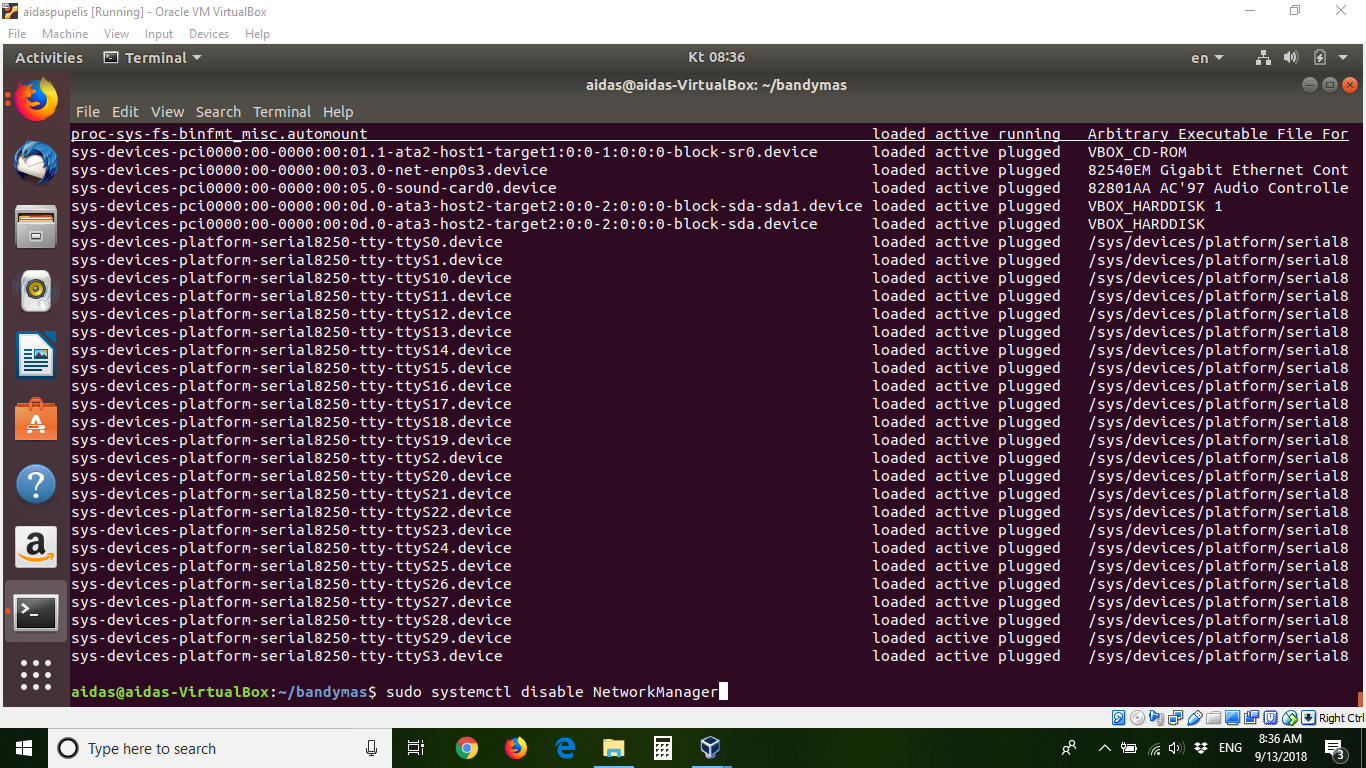 aidaspupelis [Running] - Oracle VM VirtualBox
File Machine View Input Devices Help
Activities Terminal Kt 08:36 en
aidas@aidas-VirtualBox: ~/bandymas
File Edit View Search Terminal Help
proc-sys-fs-binfmt_misc.automount loaded active running Arbitrary Executable File For
sys-devices-pci0000:00-0000:00:01.1-ata2-host1-target1:0:0-1:0:0:0-block-sr0.device loaded active plugged VBOX_CD-ROM
sys-devices-pci0000:00-0000:00:03.0-net-enp0s3.device loaded active plugged 82540EM Gigabit Ethernet Cont
sys-devices-pci0000:00-0000:00:05.0-sound-card0.device loaded active plugged 82801AA AC'97 Audio Controlle
sys-devices-pci0000:00-0000:00:0d.0-ata3-host2-target2:0:0-2:0:0:0-block-sda-sda1.device loaded active plugged VBOX_HARDDISK 1
sys-devices-pci0000:00-0000:00:0d.0-ata3-host2-target2:0:0-2:0:0:0-block-sda.device loaded active plugged VBOX_HARDDISK
sys-devices-platform-serial8250-tty-ttyS0.device loaded active plugged /sys/devices/platform/serial8
sys-devices-platform-serial8250-tty-ttyS1.device loaded active plugged /sys/devices/platform/serial8
sys-devices-platform-serial8250-tty-ttyS10.device loaded active plugged /sys/devices/platform/serial8
sys-devices-platform-serial8250-tty-ttyS11.device loaded active plugged /sys/devices/platform/serial8
sys-devices-platform-serial8250-tty-ttyS12.device loaded active plugged /sys/devices/platform/serial8
sys-devices-platform-serial8250-tty-ttyS13.device loaded active plugged /sys/devices/platform/serial8
sys-devices-platform-serial8250-tty-ttyS14.device loaded active plugged /sys/devices/platform/serial8
sys-devices-platform-serial8250-tty-ttyS15.device loaded active plugged /sys/devices/platform/serial8
sys-devices-platform-serial8250-tty-ttyS16.device loaded active plugged /sys/devices/platform/serial8
sys-devices-platform-serial8250-tty-ttyS17.device loaded active plugged /sys/devices/platform/serial8
sys-devices-platform-serial8250-tty-ttyS18.device loaded active plugged /sys/devices/platform/serial8
sys-devices-platform-serial8250-tty-ttyS19.device loaded active plugged /sys/devices/platform/serial8
sys-devices-platform-serial8250-tty-ttyS2.device loaded active plugged /sys/devices/platform/serial8
sys-devices-platform-serial8250-tty-ttyS20.device loaded active plugged /sys/devices/platform/serial8
sys-devices-platform-serial8250-tty-ttyS21.device loaded active plugged /sys/devices/platform/serial8
sys-devices-platform-serial8250-tty-ttyS22.device loaded active plugged /sys/devices/platform/serial8
sys-devices-platform-serial8250-tty-ttyS23.device loaded active plugged /sys/devices/platform/serial8
sys-devices-platform-serial8250-tty-ttyS24.device loaded active plugged /sys/devices/platform/serial8
sys-devices-platform-serial8250-tty-ttyS25.device loaded active plugged /sys/devices/platform/serial8
sys-devices-platform-serial8250-tty-ttyS26.device loaded active plugged /sys/devices/platform/serial8
sys-devices-platform-serial8250-tty-ttyS27.device loaded active plugged /sys/devices/platform/serial8
sys-devices-platform-serial8250-tty-ttyS28.device loaded active plugged /sys/devices/platform/serial8
sys-devices-platform-serial8250-tty-ttyS29.device loaded active plugged /sys/devices/platform/serial8
sys-devices-platform-serial8250-tty-ttyS3.device loaded active plugged /sys/devices/platform/serial8
aidas@aidas-VirtualBox:~/bandymas$ sudo systemctl disable NetworkManager
Right Ctrl
Type here to search
ENG
8:36 AM
9/13/2018
3